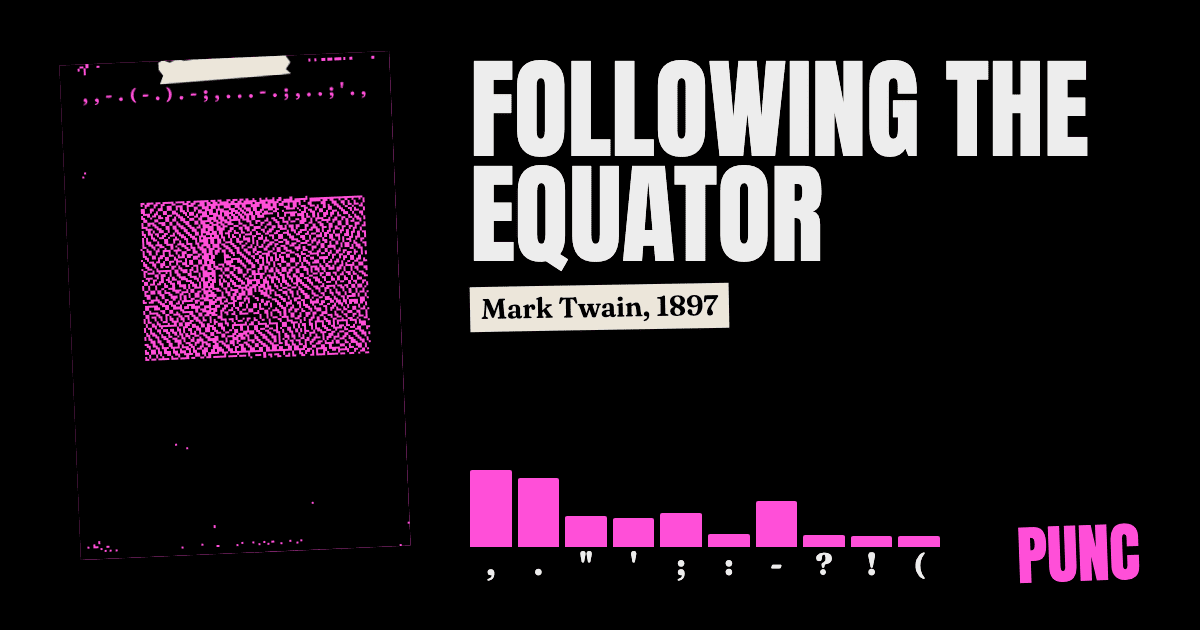 ,,-.(-.).-;,...-.;,..;'.,
FOLLOWING THE
EQUATOR
Mark Twain, 1897
, . " ' ; : - ? ! (
PUNC